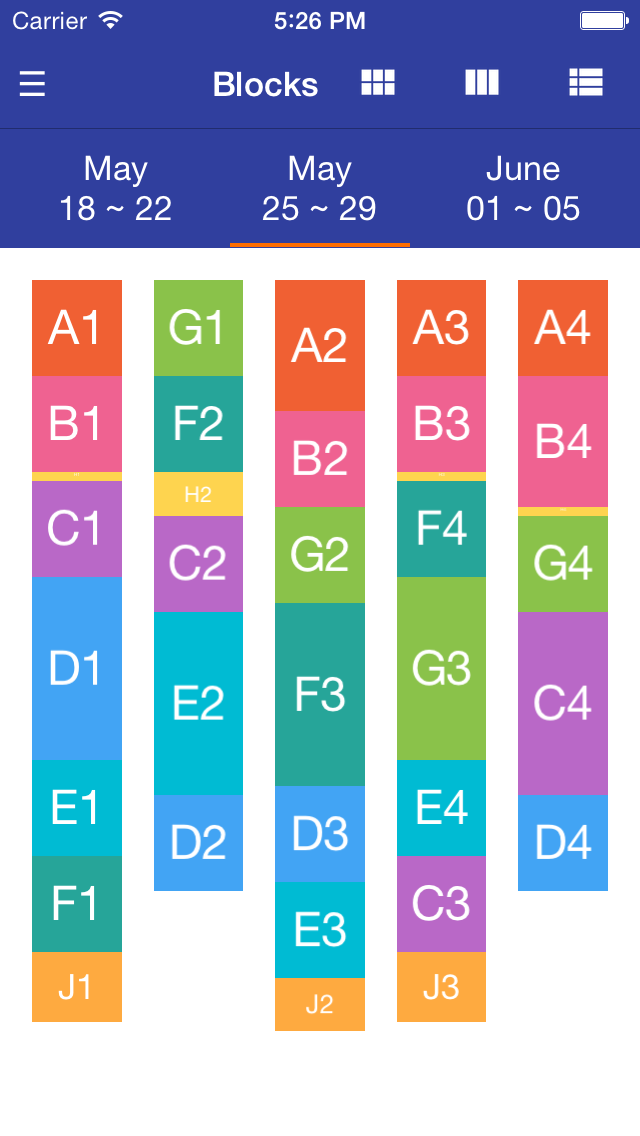 Carrier 5:26 PM
☰ Blocks
May May June
18 ~ 22 25 ~ 29 01 ~ 05
A1
B1
C1
D1
E1
F1
J1
G1
F2
H2
C2
E2
D2
A2
B2
G2
F3
D3
E3
J2
A3
B3
F4
G3
E4
C3
J3
A4
B4
G4
C4
D4